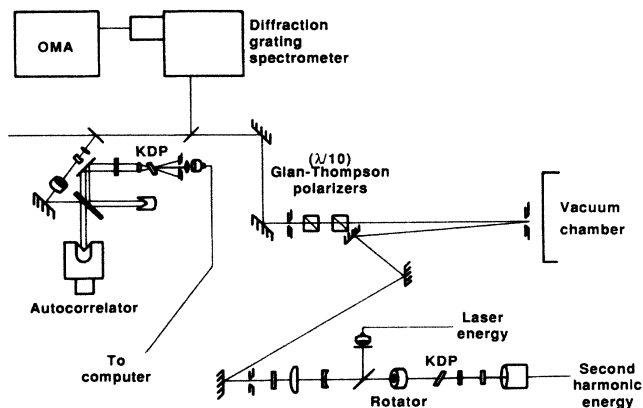 OMA
Diffraction
grating
spectrometer
KDP
(λ/10)
Glan-Thompson
polarizers
Vacuum
chamber
Autocorrelator
To
computer
Laser
energy
KDP
Rotator
Second
harmonic
energy